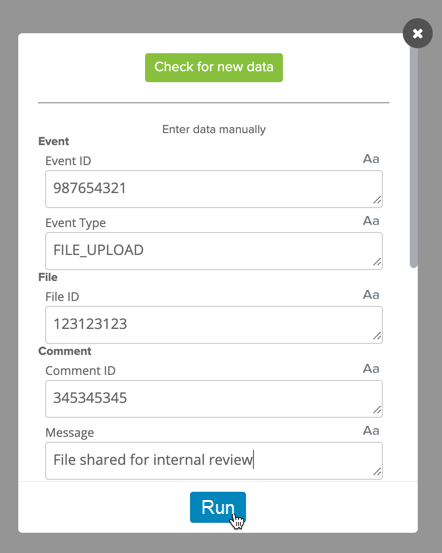 Check for new data
Enter data manually
Event
Event ID Aa
987654321
Event Type Aa
FILE_UPLOAD
File
File ID Aa
123123123
Comment
Comment ID Aa
345345345
Message Aa
File shared for internal review
Run